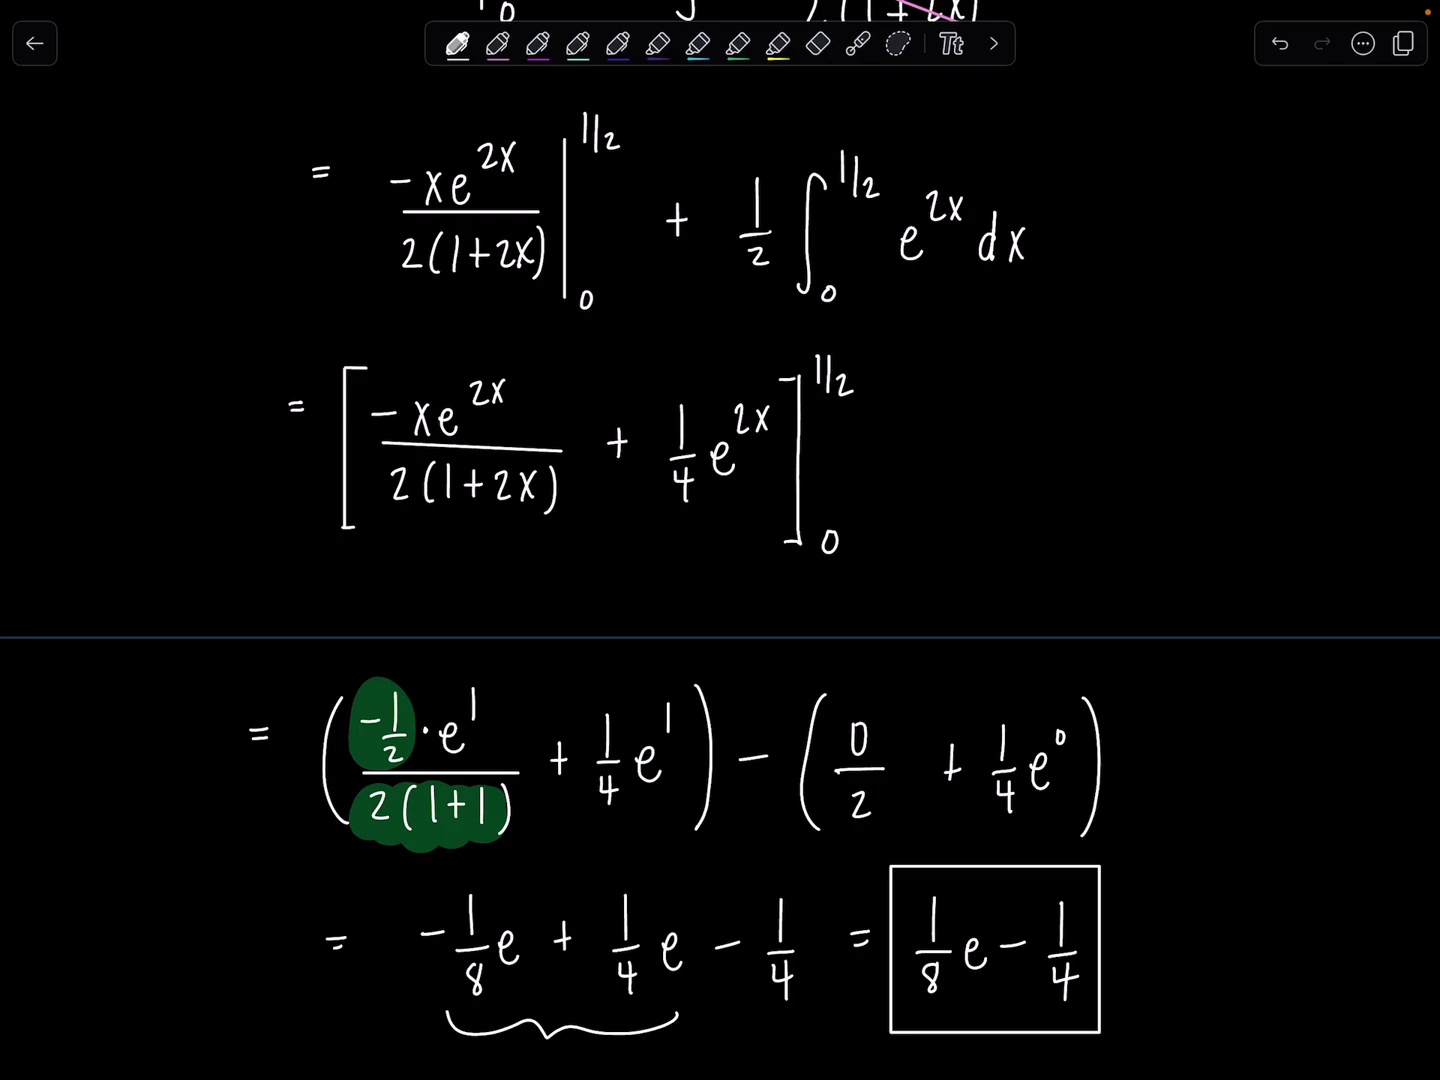 Tt
= -xe^{2x} / 2(1+2x) |_0^{1/2} + 1/2 ∫_0^{1/2} e^{2x} dx
= [ -xe^{2x} / 2(1+2x) + 1/4 e^{2x} ]_0^{1/2}
= ( -1/2 · e^1 / 2(1+1) + 1/4 e^1 ) - ( 0/2 + 1/4 e^0 )
= -1/8 e + 1/4 e - 1/4 = 1/8 e - 1/4